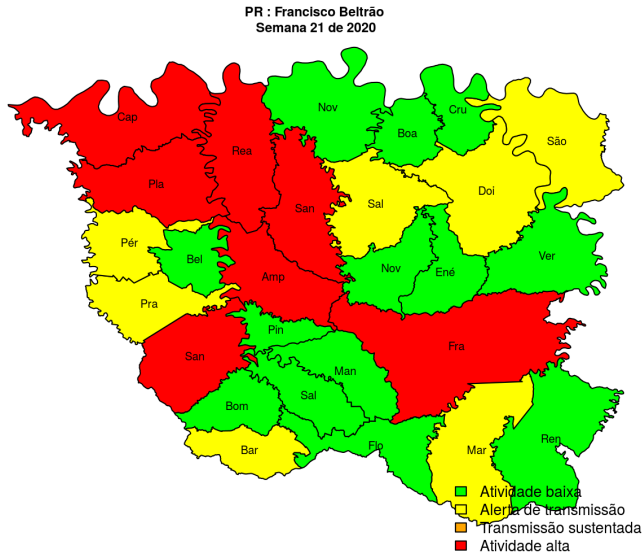 PR : Francisco Beltrão
Semana 21 de 2020
Cap
Nov
Cru
Boa
São
Rea
Pla
Doi
San
Sal
Pér
Bel
Ver
Nov
Ené
Amp
Pra
Pin
Fra
San
Man
Sal
Bom
Bar
Flo
Mar
Ren
Atividade baixa
Alerta de transmissão
Transmissão sustentada
Atividade alta